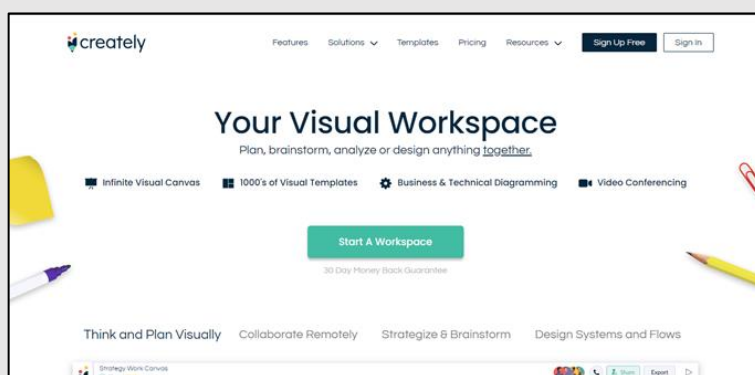 creately
Features Solutions Templates Pricing Resources Sign Up Free Sign In
Your Visual Workspace
Plan, brainstorm, analyze or design anything together.
Infinite Visual Canvas 1000's of Visual Templates Business & Technical Diagramming Video Conferencing
Start A Workspace
30 Day Money Back Guarantee
Think and Plan Visually Collaborate Remotely Strategize & Brainstorm Design Systems and Flows
Strategy Work Canvas Share Export